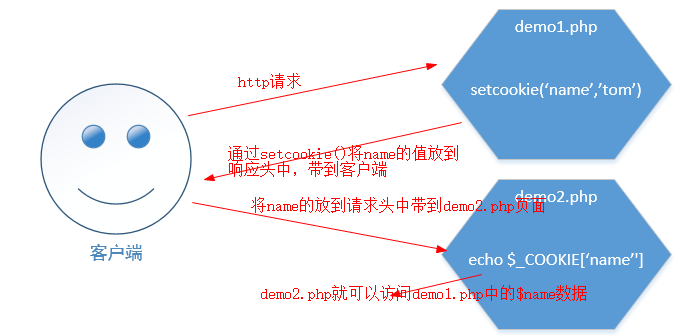 demo1.php
http请求
setcookie(‘name’,’tom’)
通过setcookie()将name的值放到
响应头中，带到客户端
demo2.php
将name的放到请求头中带到demo2.php页面
客户端
echo $_COOKIE[‘name’']
demo2.php就可以访问demo1.php中的$name数据